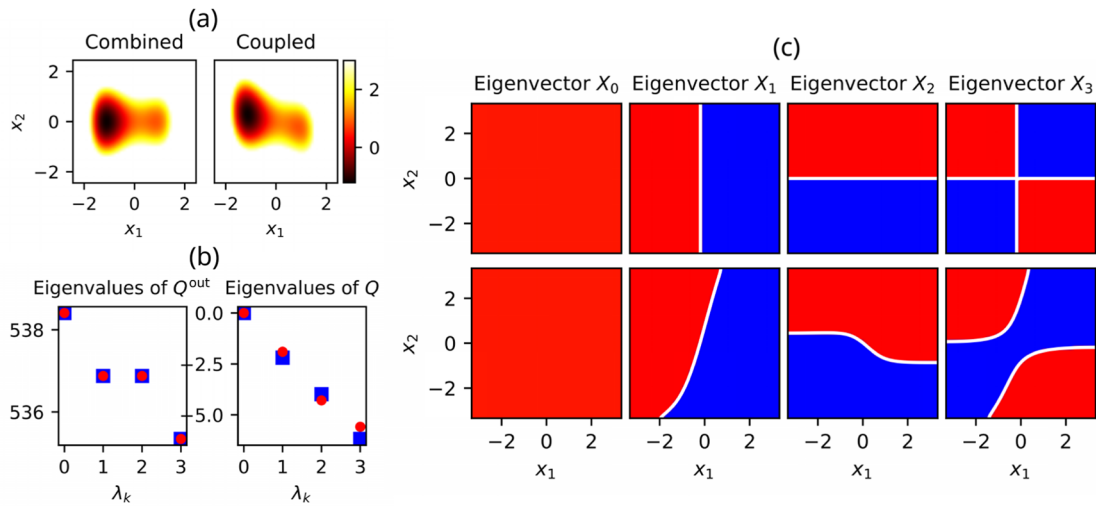 (a)
Combined Coupled
2
0
−2
x₂
−2 0 2
x₁
−2 0 2
x₁
2
0
(b)
Eigenvalues of Qᵒᵘᵗ Eigenvalues of Q
538
536
0 1 2 3
λₖ
0.0
−2.5
−5.0
0 1 2 3
λₖ
(c)
Eigenvector X₀ Eigenvector X₁ Eigenvector X₂ Eigenvector X₃
2
0
−2
x₂
2
0
−2
x₂
−2 0 2 −2 0 2 −2 0 2 −2 0 2
x₁ x₁ x₁ x₁